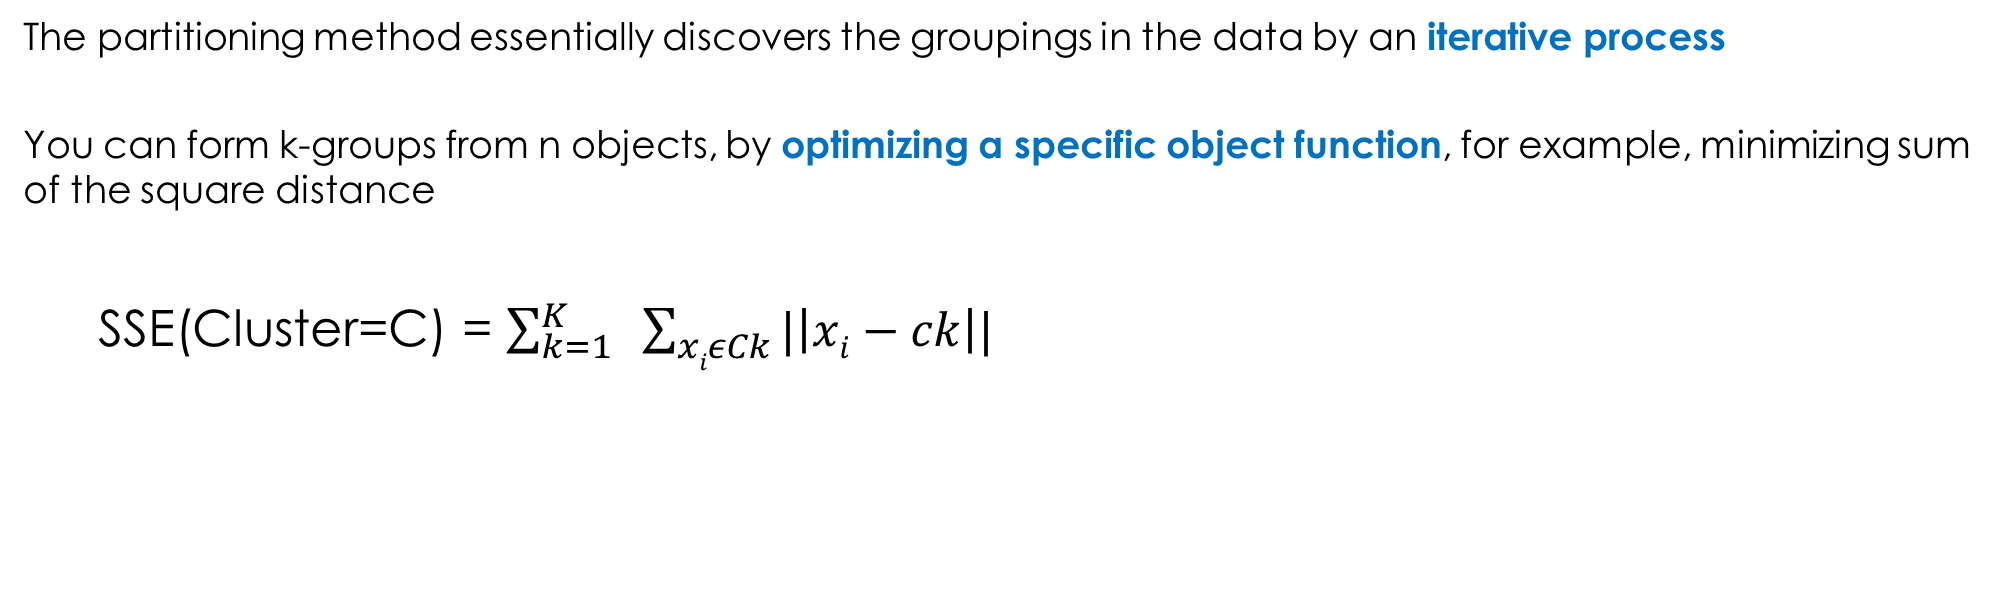 The partitioning method essentially discovers the groupings in the data by an iterative process
You can form k-groups from n objects, by optimizing a specific object function, for example, minimizing sum
of the square distance
SSE(Cluster=C) = ∑_{k=1}^{K} ∑_{x_i ϵCk} ||x_i − ck||